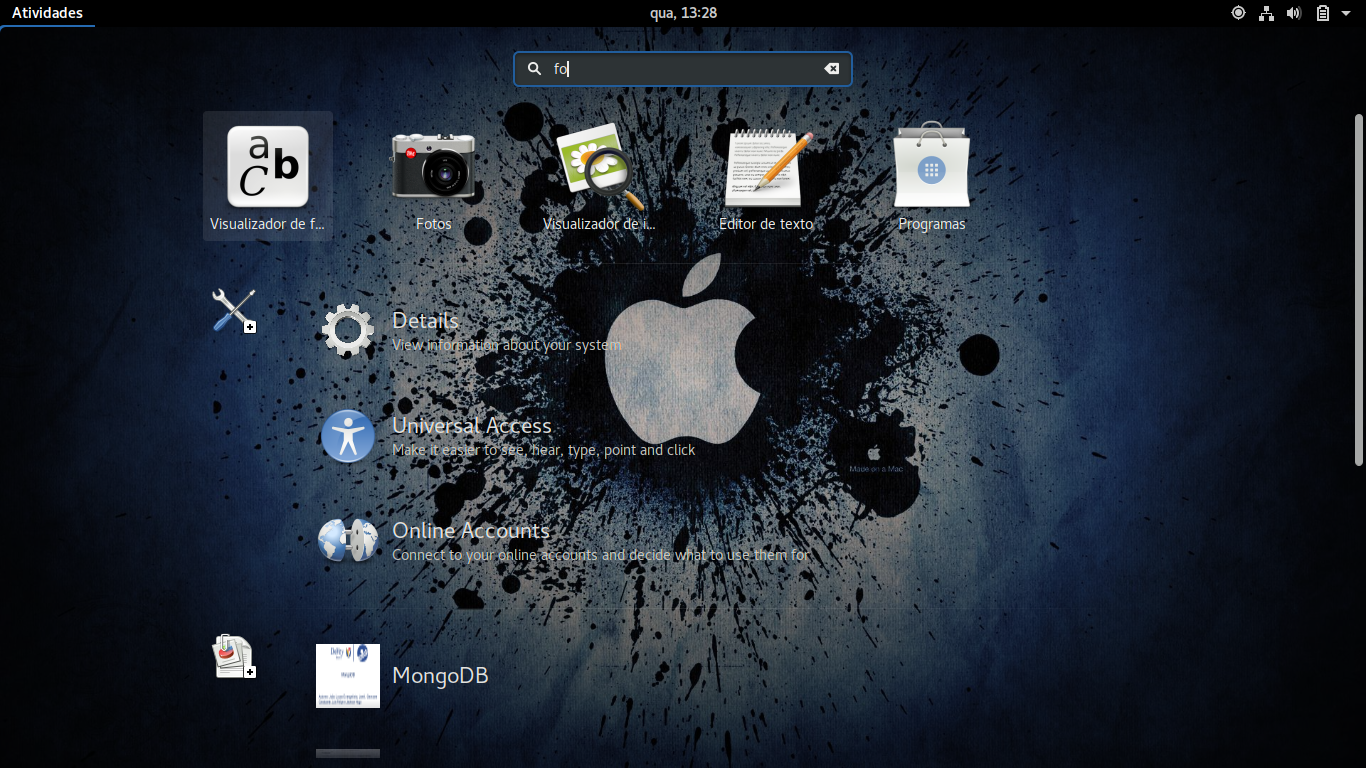 Atividades
qua, 13:28
fo
a
b
C
Visualizador de f...
Fotos
Visualizador de i...
Editor de texto
Programas
Details
View information about your system
Universal Access
Make it easier to see, hear, type, point and click
Made on a Mac
Online Accounts
Connect to your online accounts and decide what to use them for
MongoDB